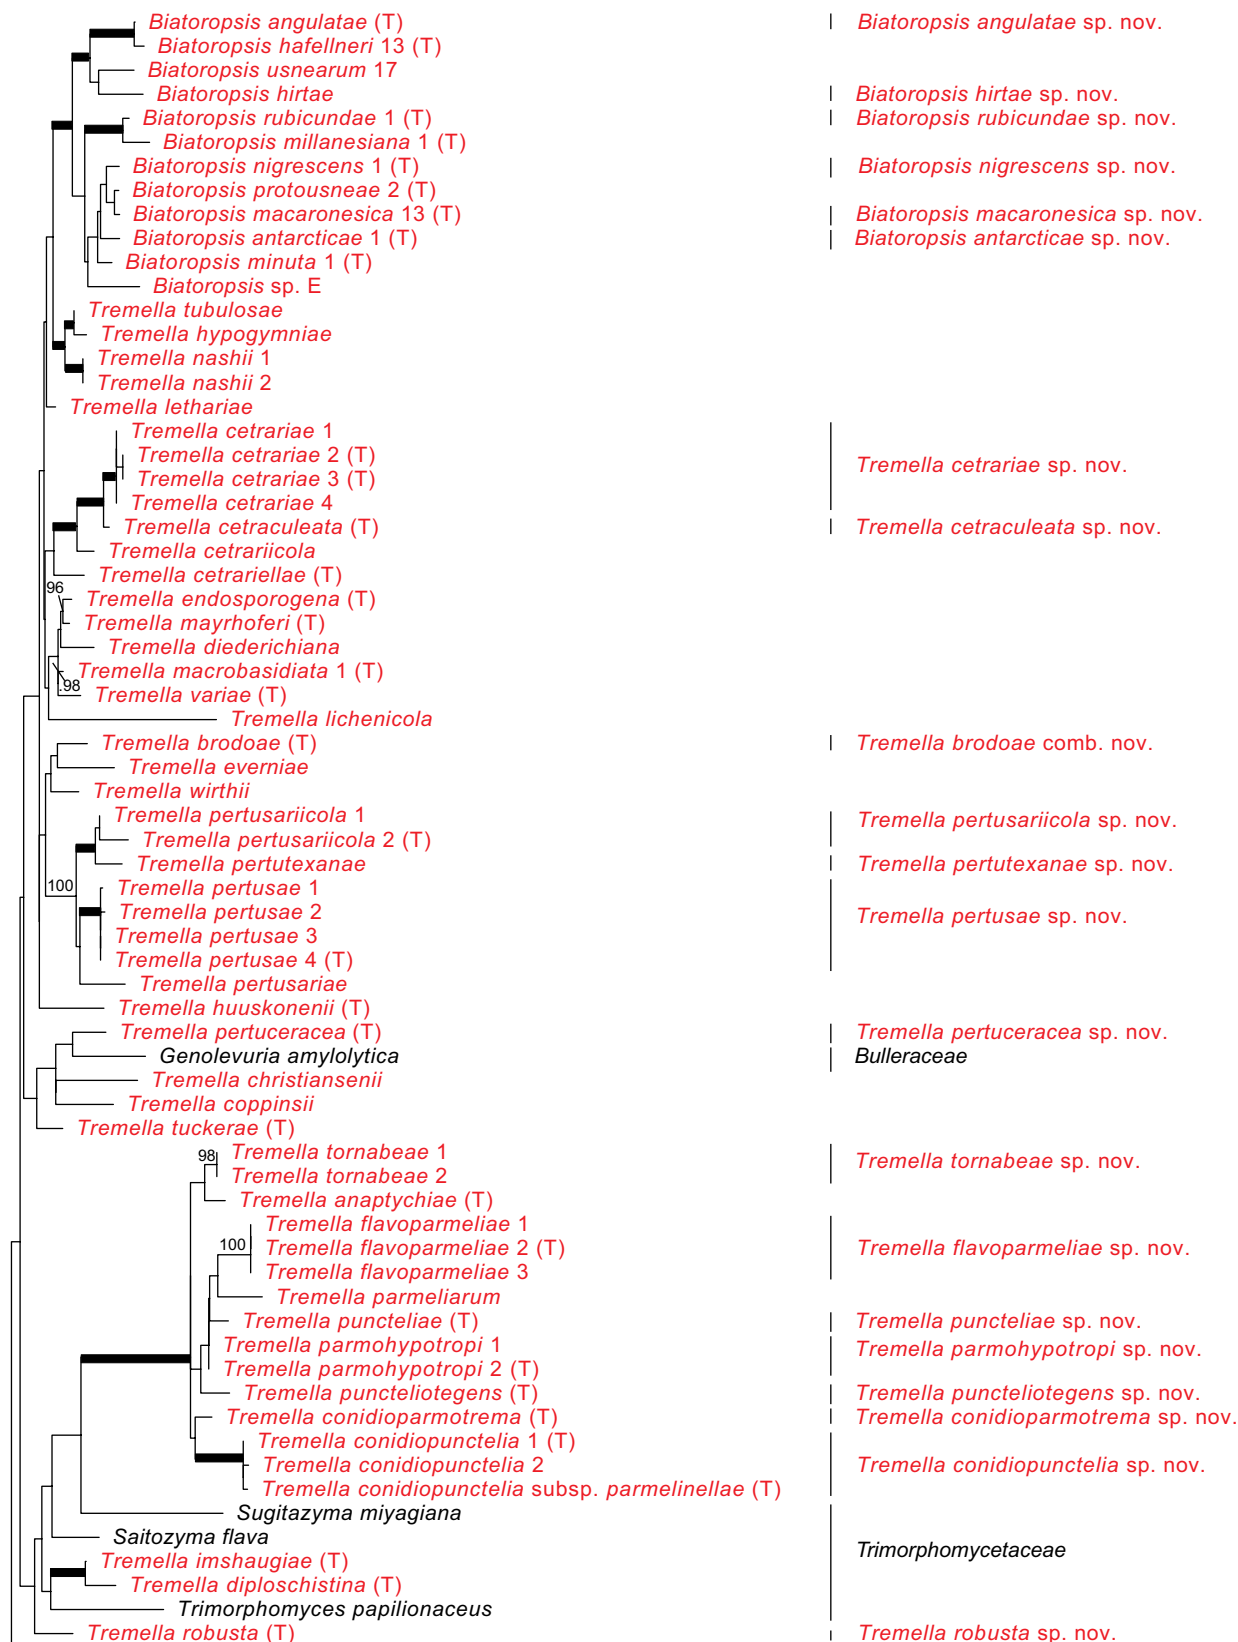 Biatoropsis angulatae (T) Biatoropsis angulatae sp. nov.
Biatoropsis hafellneri 13 (T)
Biatoropsis usnearum 17
Biatoropsis hirtae Biatoropsis hirtae sp. nov.
Biatoropsis rubicundae 1 (T) Biatoropsis rubicundae sp. nov.
Biatoropsis millanesiana 1 (T)
Biatoropsis nigrescens 1 (T) Biatoropsis nigrescens sp. nov.
Biatoropsis protousneae 2 (T)
Biatoropsis macaronesica 13 (T) Biatoropsis macaronesica sp. nov.
Biatoropsis antarcticae 1 (T) Biatoropsis antarcticae sp. nov.
Biatoropsis minuta 1 (T)
Biatoropsis sp. E
Tremella tubulosae
Tremella hypogymniae
Tremella nashii 1
Tremella nashii 2
Tremella lethariae
Tremella cetrariae 1
Tremella cetrariae 2 (T)
Tremella cetrariae sp. nov.
Tremella cetrariae 3 (T)
Tremella cetrariae 4
Tremella cetraculeata (T) Tremella cetraculeata sp. nov.
Tremella cetrariicola
Tremella cetrariellae (T)
96
Tremella endosporogena (T)
Tremella mayrhoferi (T)
Tremella diederichiana
Tremella macrobasidiata 1 (T)
98
Tremella variae (T)
Tremella lichenicola
Tremella brodoae (T) Tremella brodoae comb. nov.
Tremella everniae
Tremella wirthii
Tremella pertusariicola 1
Tremella pertusariicola sp. nov.
Tremella pertusariicola 2 (T)
Tremella pertutexanae Tremella pertutexanae sp. nov.
100 Tremella pertusae 1
Tremella pertusae 2
Tremella pertusae sp. nov.
Tremella pertusae 3
Tremella pertusae 4 (T)
Tremella pertusariae
Tremella huuskonenii (T)
Tremella pertuceracea (T) Tremella pertuceracea sp. nov.
Genolevuria amylolytica Bulleraceae
Tremella christiansenii
Tremella coppinsii
Tremella tuckerae (T)
98 Tremella tornabeae 1
Tremella tornabeae sp. nov.
Tremella tornabeae 2
Tremella anaptychiae (T)
Tremella flavoparmeliae 1
100 Tremella flavoparmeliae 2 (T) Tremella flavoparmeliae sp. nov.
Tremella flavoparmeliae 3
Tremella parmeliarum
Tremella puncteliae (T) Tremella puncteliae sp. nov.
Tremella parmohypotropi 1 Tremella parmohypotropi sp. nov.
Tremella parmohypotropi 2 (T)
Tremella puncteliotegens (T) Tremella puncteliotegens sp. nov.
Tremella conidioparmotrema (T) Tremella conidioparmotrema sp. nov.
Tremella conidiopunctelia 1 (T)
Tremella conidiopunctelia 2 Tremella conidiopunctelia sp. nov.
Tremella conidiopunctelia subsp. parmelinellae (T)
Sugitazyma miyagiana
Saitozyma flava
Trimorphomycetaceae
Tremella imshaugiae (T)
Tremella diploschistina (T)
Trimorphomyces papilionaceus
Tremella robusta (T) Tremella robusta sp. nov.